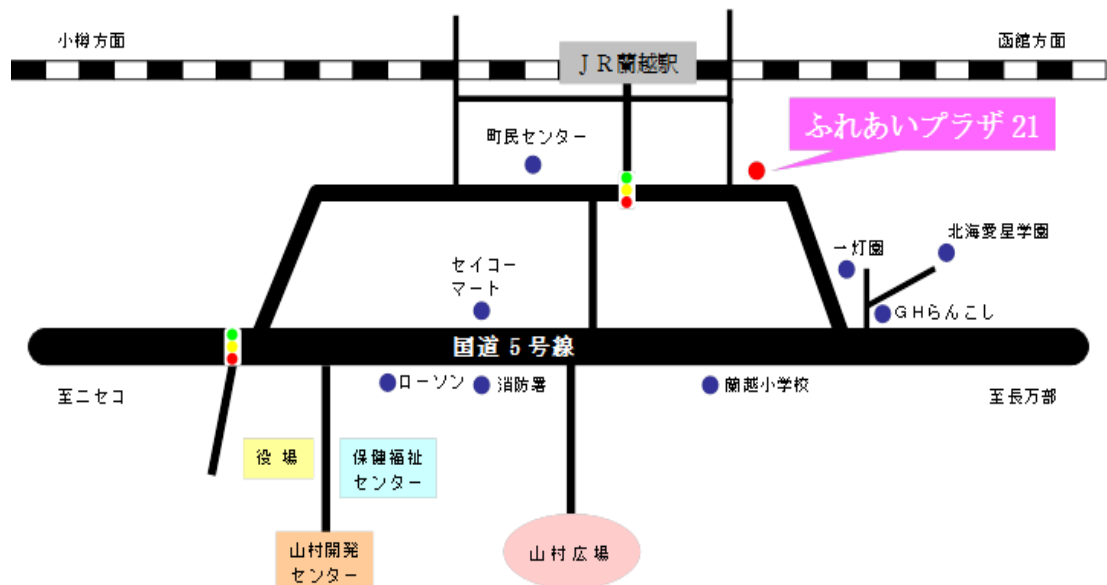 小樽方面
函館方面
ＪＲ蘭越駅
ふれあいプラザ 21
町民センター
北海愛星学園
一灯園
セイコー
マート
ＧＨらんこし
国道 5 号線
至ニセコ
ローソン
消防署
蘭越小学校
至長万部
役 場
保健福祉
センター
山村開発
センター
山村広場